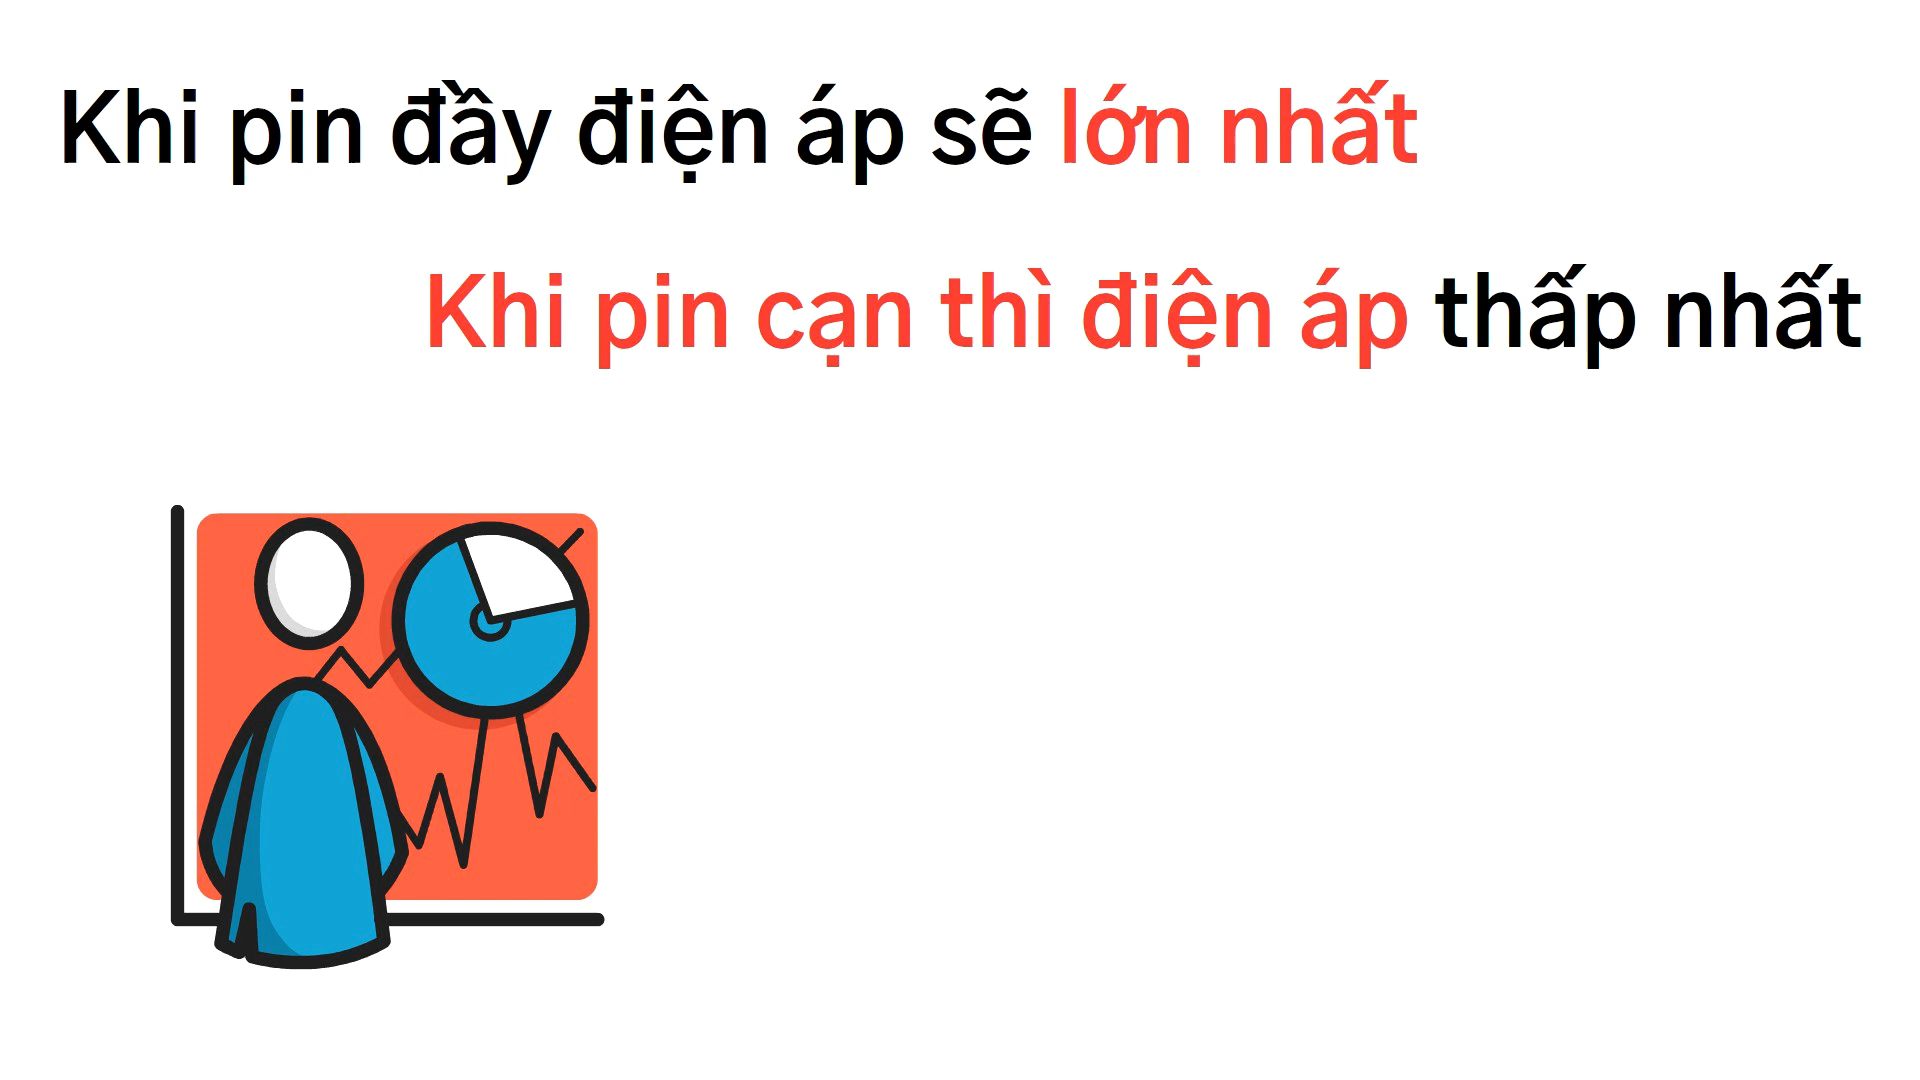 Khi pin đầy điện áp sẽ lớn nhất
Khi pin cạn thì điện áp thấp nhất